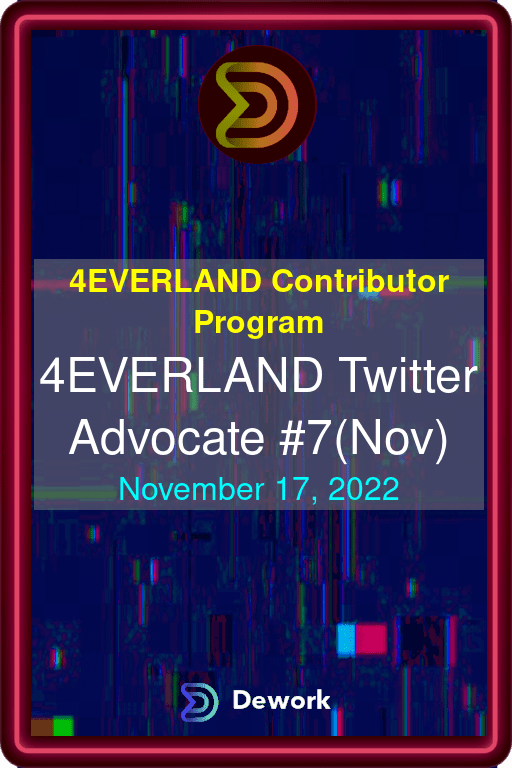 4EVERLAND Contributor
Program
4EVERLAND Twitter
Advocate #7(Nov)
November 17, 2022
Dework